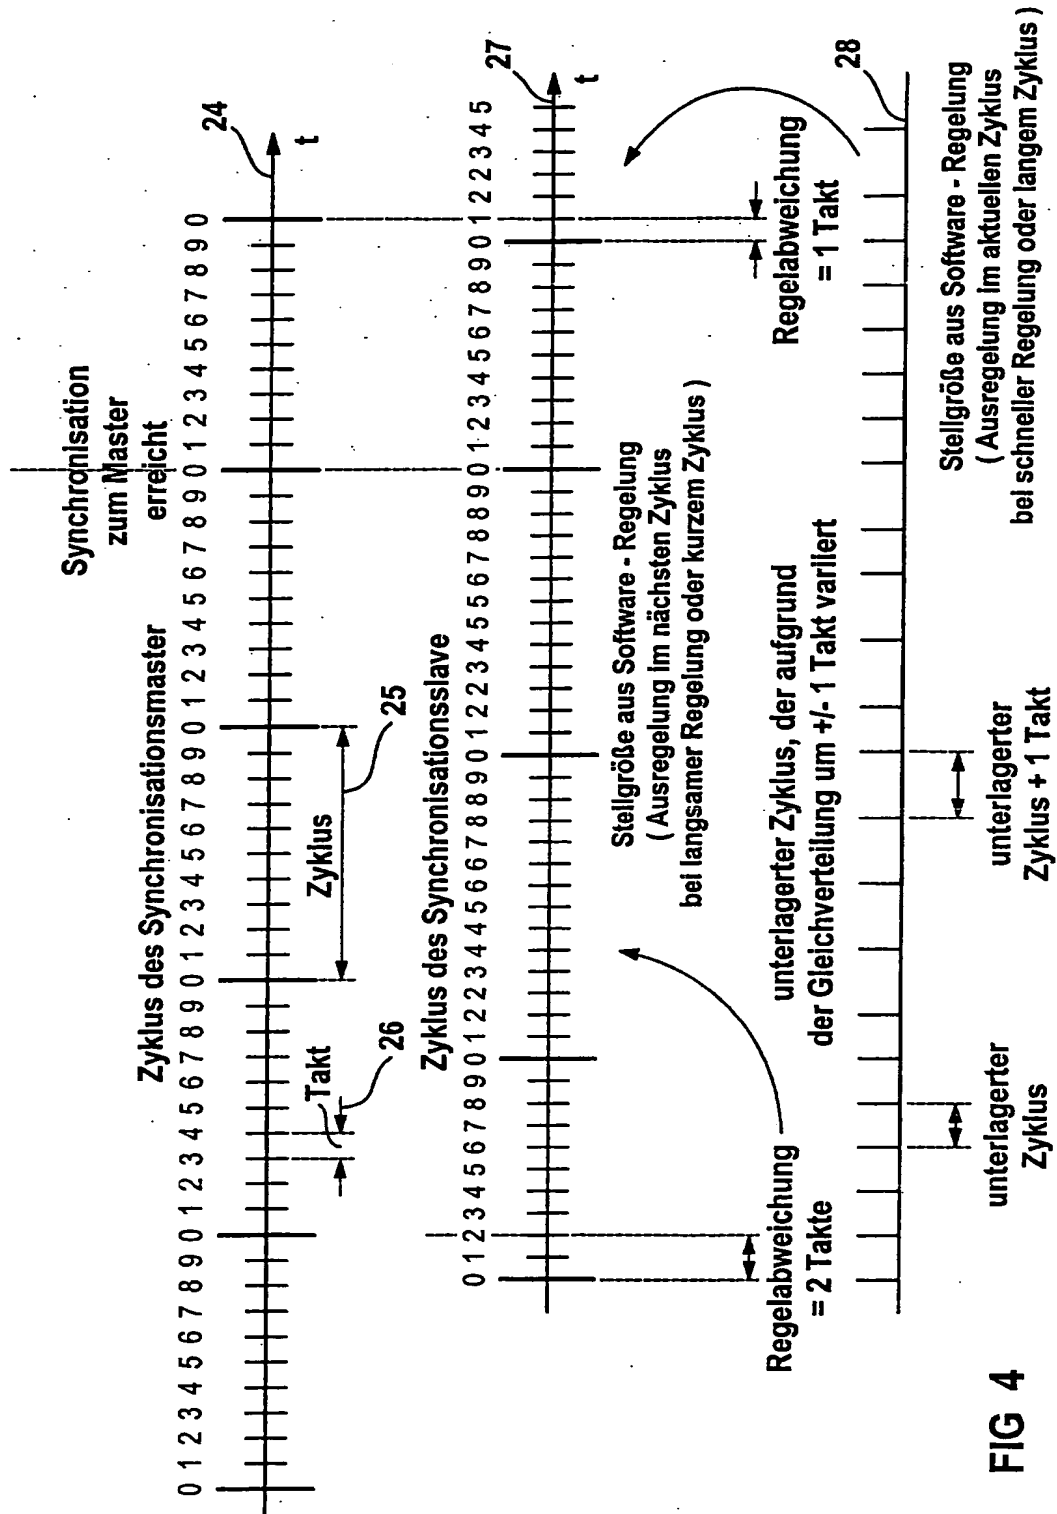 Synchronisation
zum Master
erreicht
Zyklus des Synchronisationsmaster
24
0 1 2 3 4 5 6 7 8 9 0 1 2 3 4 5 6 7 8 9 0 1 2 3 4 5 6 7 8 9 0 1 2 3 4 5 6 7 8 9 0 1 2 3 4 5 6 7 8 9 0
t
Takt
26
Zyklus
25
Zyklus des Synchronisationsslave
27
0 1 2 3 4 5 6 7 8 9 0 1 2 2 3 4 4 5 6 6 7 8 8 9 0 1 2 2 3 4 5 5 6 7 8 8 9 0 1 2 3 4 5 6 7 8 9 0 1 2 2 3 4 5
t
Stellgröße aus Software - Regelung
( Ausregelung im nächsten Zyklus
bei langsamer Regelung oder kurzem Zyklus )
Regelabweichung
= 2 Takte
unterlagerter Zyklus, der aufgrund
der Gleichverteilung um +/- 1 Takt variiert
Regelabweichung
= 1 Takt
28
unterlagerter
Zyklus
unterlagerter
Zyklus + 1 Takt
Stellgröße aus Software - Regelung
( Ausregelung im aktuellen Zyklus
bei schneller Regelung oder langem Zyklus )
FIG 4